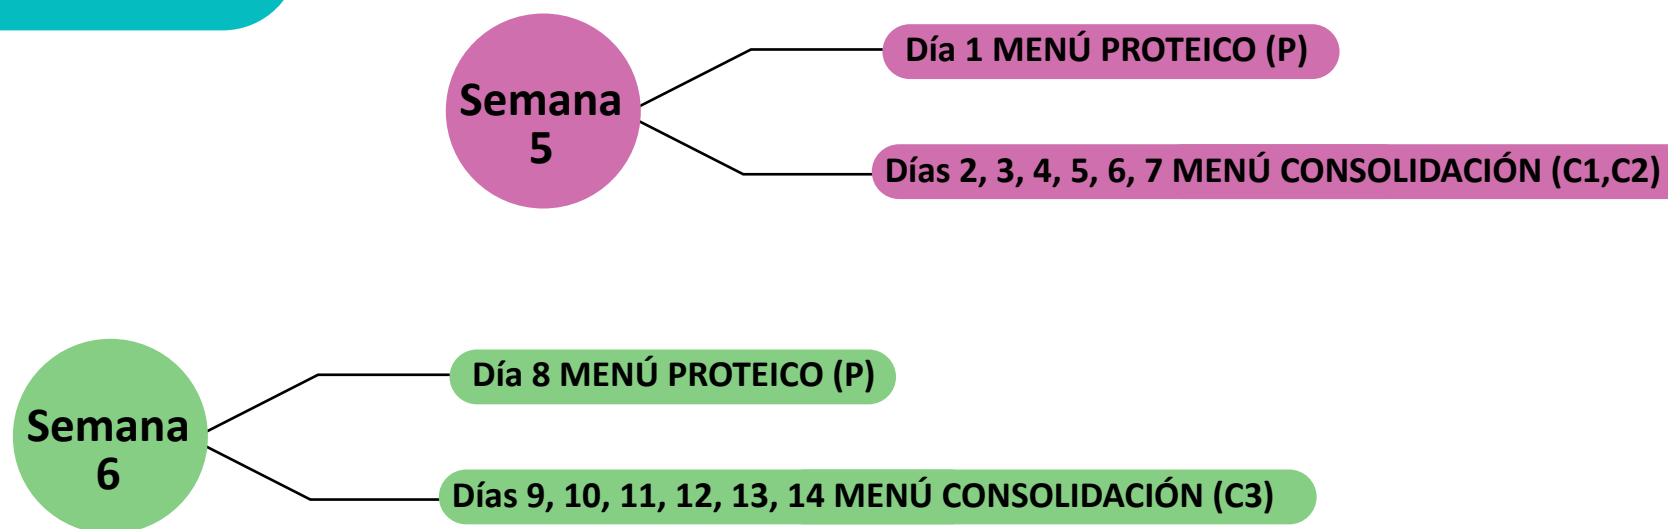 Semana
5
Día 1 MENÚ PROTEICO (P)
Días 2, 3, 4, 5, 6, 7 MENÚ CONSOLIDACIÓN (C1,C2)
Semana
6
Día 8 MENÚ PROTEICO (P)
Días 9, 10, 11, 12, 13, 14 MENÚ CONSOLIDACIÓN (C3)